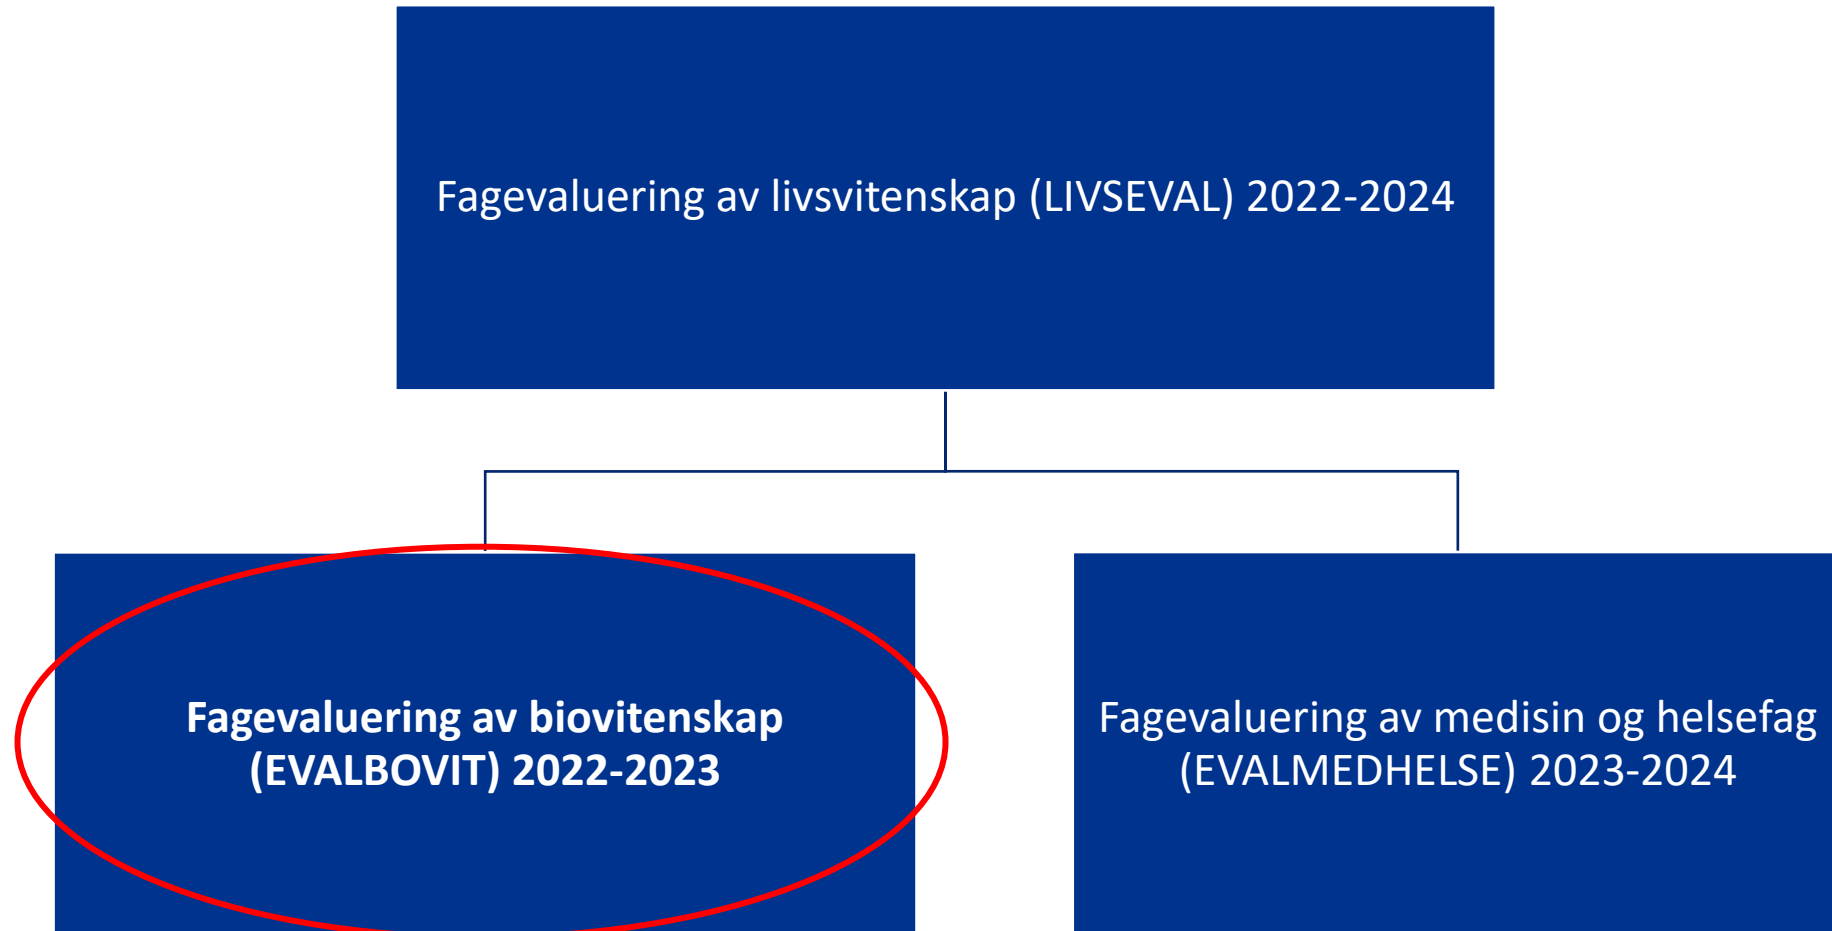 Fagevaluering av livsvitenskap (LIVSEVAL) 2022-2024
Fagevaluering av biovitenskap
(EVALBOVIT) 2022-2023
Fagevaluering av medisin og helsefag
(EVALMEDHELSE) 2023-2024